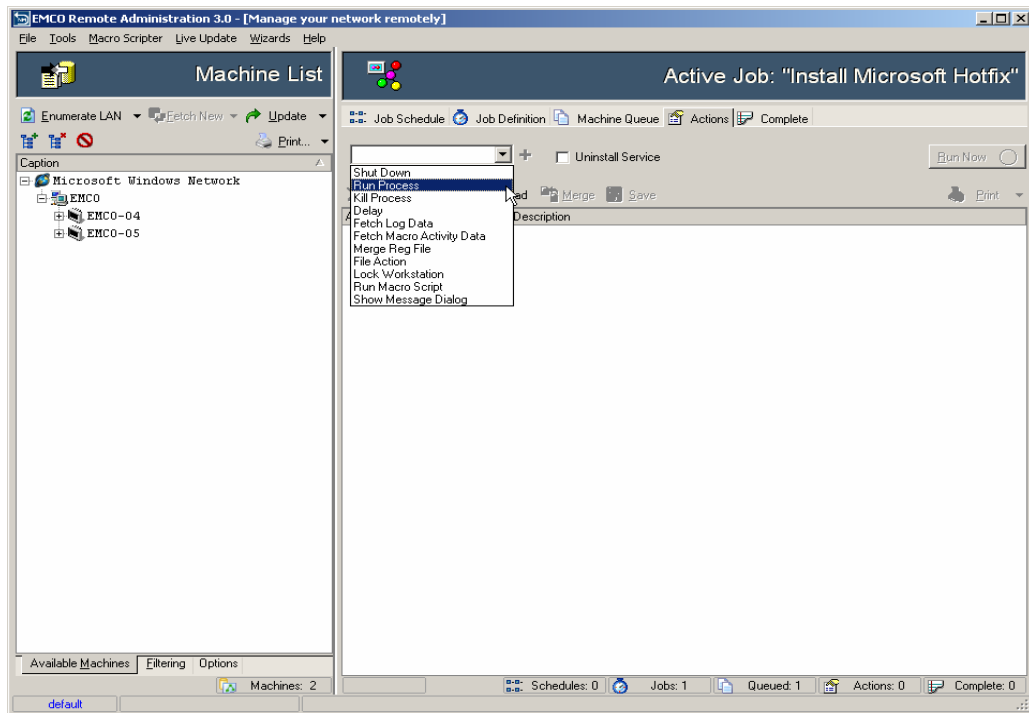 EMCO Remote Administration 3.0 - [Manage your network remotely]
File Tools Macro Scripter Live Update Wizards Help
Machine List
Active Job: "Install Microsoft Hotfix"
Enumerate LAN Fetch New Update
Job Schedule Job Definition Machine Queue Actions Complete
Print...
Uninstall Service
Run Now
Caption
Shut Down
Run Process
Kill Process
Delay
Fetch Log Data
Fetch Macro Activity Data
Merge Reg File
File Action
Lock Workstation
Run Macro Script
Show Message Dialog
Merge Save Print
Description
Microsoft Windows Network
EMCO
EMCO-04
EMCO-05
Available Machines Filtering Options
Machines: 2
Schedules: 0 Jobs: 1 Queued: 1 Actions: 0 Complete: 0
default